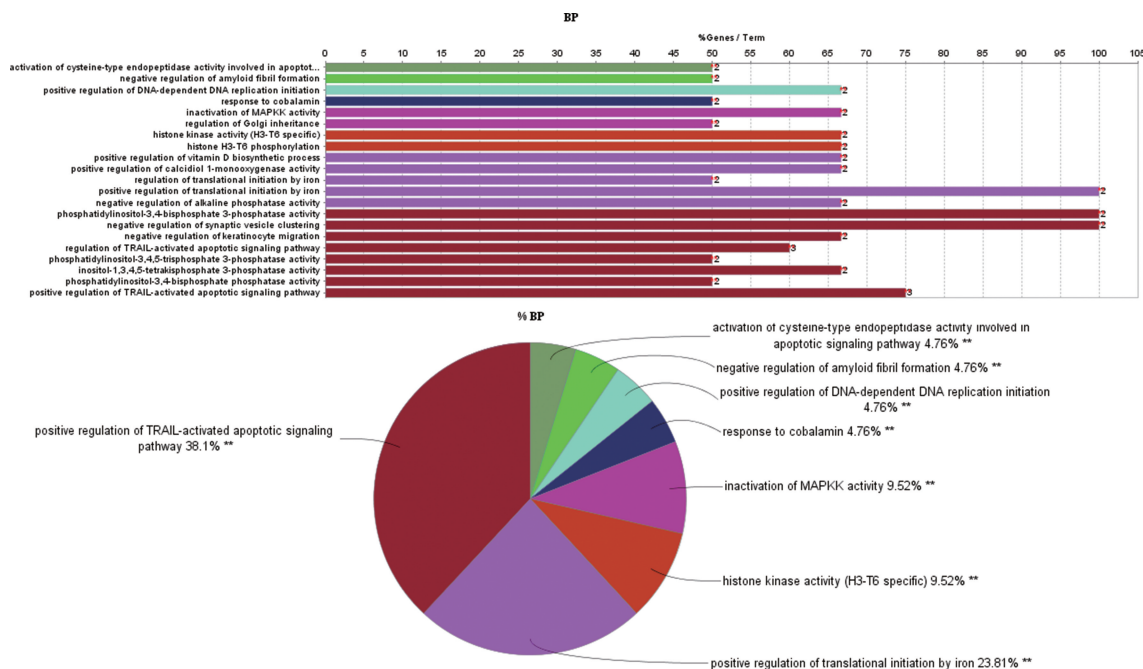 BP
%Genes / Term
0 5 10 15 20 25 30 35 40 45 50 55 60 65 70 75 80 85 90 95 100 105
activation of cysteine-type endopeptidase activity involved in apoptot... 2
negative regulation of amyloid fibril formation 2
positive regulation of DNA-dependent DNA replication initiation 2
response to cobalamin 2
inactivation of MAPKK activity 2
regulation of Golgi inheritance 2
histone kinase activity (H3-T6 specific) 2
histone H3-T6 phosphorylation 2
positive regulation of vitamin D biosynthetic process 2
positive regulation of calcidiol 1-monooxygenase activity 2
regulation of translational initiation by iron 2
positive regulation of translational initiation by iron 2
negative regulation of alkaline phosphatase activity 2
phosphatidylinositol-3,4-bisphosphate 3-phosphatase activity 2
negative regulation of synaptic vesicle clustering 2
negative regulation of keratinocyte migration 2
regulation of TRAIL-activated apoptotic signaling pathway 3
phosphatidylinositol-3,4,5-trisphosphate 3-phosphatase activity 2
inositol-1,3,4,5-tetrakisphosphate 3-phosphatase activity 2
phosphatidylinositol-3,4-bisphosphate phosphatase activity 2
positive regulation of TRAIL-activated apoptotic signaling pathway 3
% BP
activation of cysteine-type endopeptidase activity involved in
apoptotic signaling pathway 4.76% **
negative regulation of amyloid fibril formation 4.76% **
positive regulation of DNA-dependent DNA replication initiation
4.76% **
response to cobalamin 4.76% **
positive regulation of TRAIL-activated apoptotic signaling
pathway 38.1% **
inactivation of MAPKK activity 9.52% **
histone kinase activity (H3-T6 specific) 9.52% **
positive regulation of translational initiation by iron 23.81% **